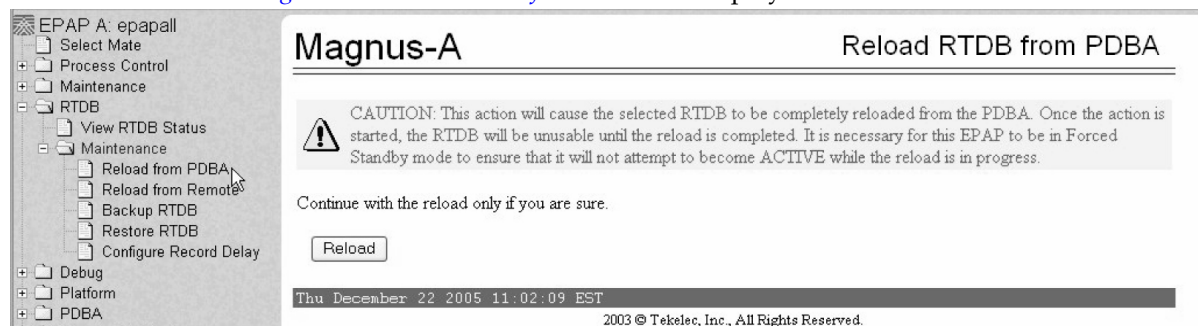 EPAP A: epapall
Select Mate
Process Control
Maintenance
RTDB
View RTDB Status
Maintenance
Reload from PDBA
Reload from Remote
Backup RTDB
Restore RTDB
Configure Record Delay
Debug
Platform
PDBA
Magnus-A
Reload RTDB from PDBA
CAUTION: This action will cause the selected RTDB to be completely reloaded from the PDBA. Once the action is
started, the RTDB will be unusable until the reload is completed. It is necessary for this EPAP to be in Forced
Standby mode to ensure that it will not attempt to become ACTIVE while the reload is in progress.
Continue with the reload only if you are sure.
Reload
Thu December 22 2005 11:02:09 EST
2003 © Tekelec, Inc., All Rights Reserved.